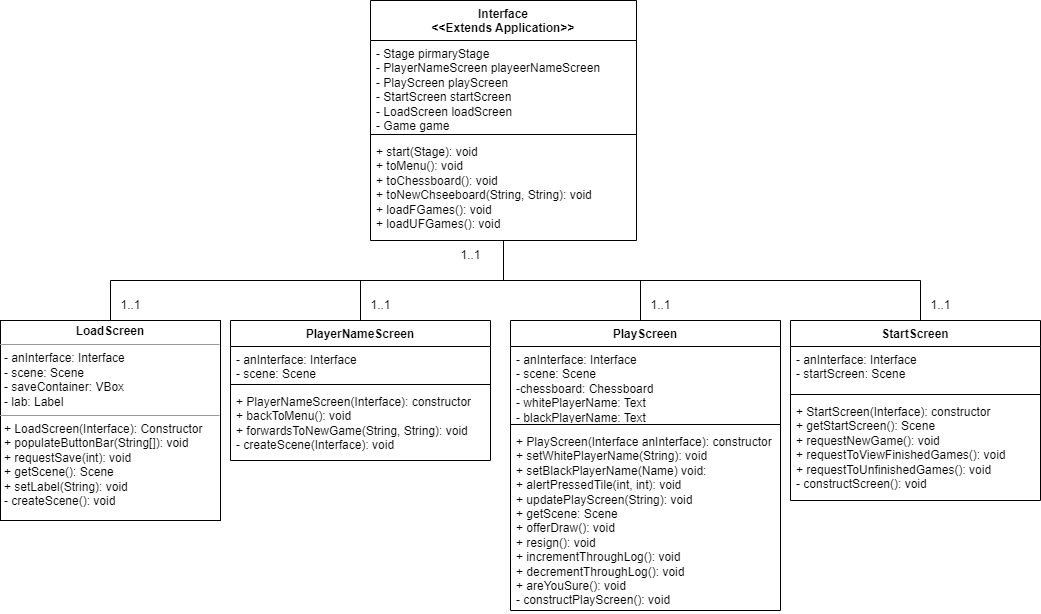 Interface
<<Extends Application>>
- Stage pirmaryStage
- PlayerNameScreen playeerNameScreen
- PlayScreen playScreen
- StartScreen startScreen
- LoadScreen loadScreen
- Game game
+ start(Stage): void
+ toMenu(): void
+ toChessboard(): void
+ toNewChseeboard(String, String): void
+ loadFGames(): void
+ loadUFGames(): void
1..1
1..1
1..1
1..1
1..1
LoadScreen
- anInterface: Interface
- scene: Scene
- saveContainer: VBox
- lab: Label
+ LoadScreen(Interface): Constructor
+ populateButtonBar(String[]): void
+ requestSave(int): void
+ getScene(): Scene
+ setLabel(String): void
- createScene(): void
PlayerNameScreen
- anInterface: Interface
- scene: Scene
+ PlayerNameScreen(Interface): constructor
+ backToMenu(): void
+ forwardsToNewGame(String, String): void
- createScene(Interface): void
PlayScreen
- anInterface: Interface
- scene: Scene
-chessboard: Chessboard
- whitePlayerName: Text
- blackPlayerName: Text
+ PlayScreen(Interface anInterface): constructor
+ setWhitePlayerName(String): void
+ setBlackPlayerName(Name) void:
+ alertPressedTile(int, int): void
+ updatePlayScreen(String): void
+ getScene: Scene
+ offerDraw(): void
+ resign(): void
+ incrementThroughLog(): void
+ decrementThroughLog(): void
+ areYouSure(): void
- constructPlayScreen(): void
StartScreen
- anInterface: Interface
- startScreen: Scene
+ StartScreen(Interface): constructor
+ getStartScreen(): Scene
+ requestNewGame(): void
+ requestToViewFinishedGames(): void
+ requestToUnfinishedGames(): void
- constructScreen(): void